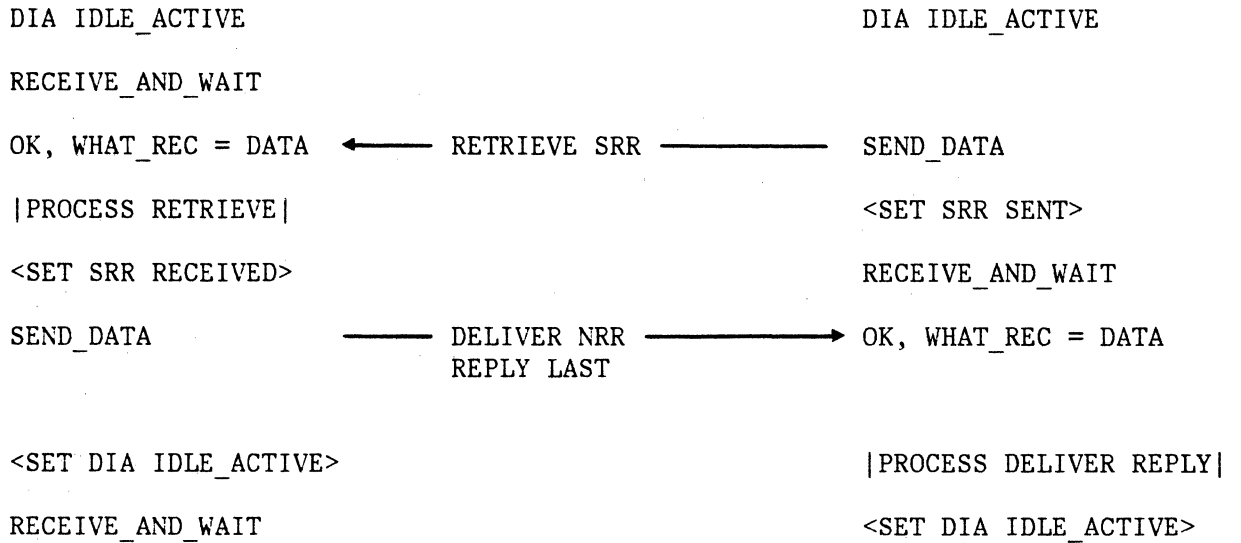 DIA IDLE_ACTIVE DIA IDLE_ACTIVE
RECEIVE_AND_WAIT
OK, WHAT_REC = DATA RETRIEVE SRR SEND_DATA
|PROCESS RETRIEVE| <SET SRR SENT>
<SET SRR RECEIVED> RECEIVE_AND_WAIT
SEND_DATA DELIVER NRR OK, WHAT_REC = DATA
REPLY LAST
<SET DIA IDLE_ACTIVE> |PROCESS DELIVER REPLY|
RECEIVE_AND_WAIT <SET DIA IDLE_ACTIVE>